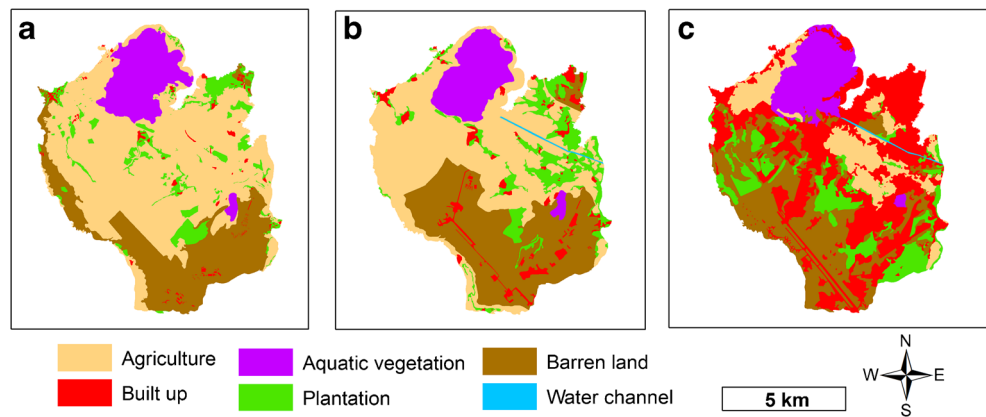 a
b
c
Agriculture
Aquatic vegetation
Barren land
Built up
Plantation
Water channel
N
W E
S
5 km